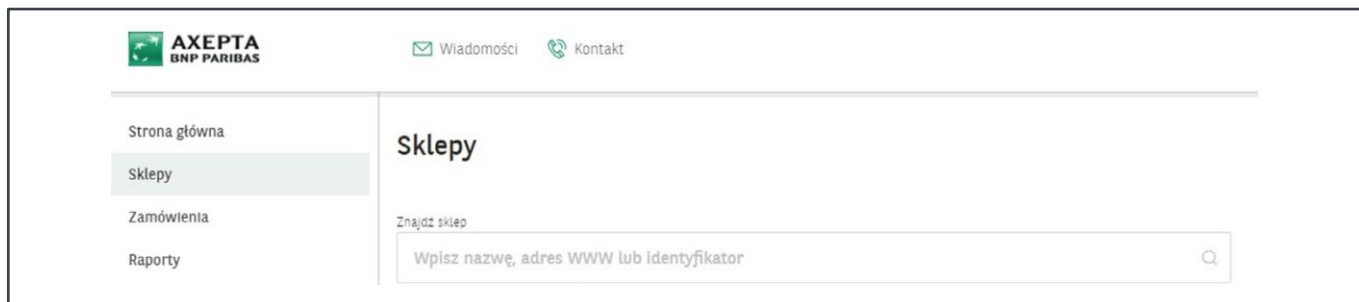 AXEPTA
BNP PARIBAS
Wiadomości
Kontakt
Strona główna
Sklepy
Zamówienia
Raporty
Sklepy
Znajdź sklep
Wpisz nazwę, adres WWW lub identyfikator